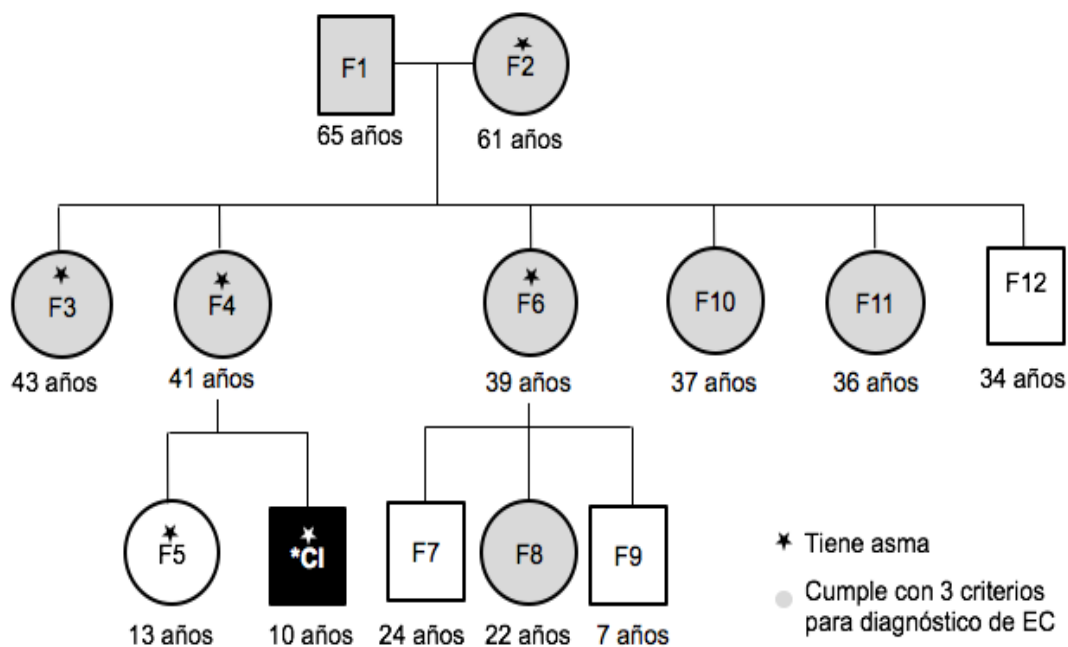 F1
F2
65 años
61 años
F3
F4
F6
F10
F11
F12
43 años
41 años
39 años
37 años
36 años
34 años
F5
*CI
F7
F8
F9
Tiene asma
Cumple con 3 criterios
para diagnóstico de EC
13 años
10 años
24 años
22 años
7 años